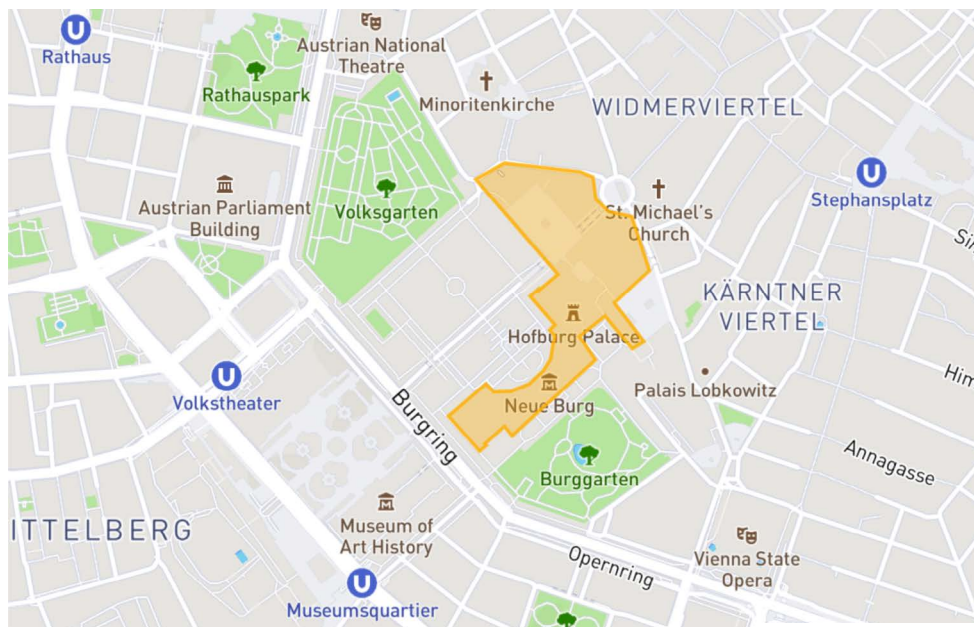 U
Rathaus
Austrian National
Theatre
Rathauspark
Minoritenkirche
WIDMERVIERTEL
U
Stephansplatz
Austrian Parliament
Building
Volksgarten
St. Michael's
Church
KÄRNTNER
VIERTEL
Hofburg Palace
U
Volkstheater
Burgring
Neue Burg
Palais Lobkowitz
Him
Annagasse
Burggarten
ITTELBERG
Museum of
Art History
Opernring
Vienna State
Opera
U
Museumsquartier